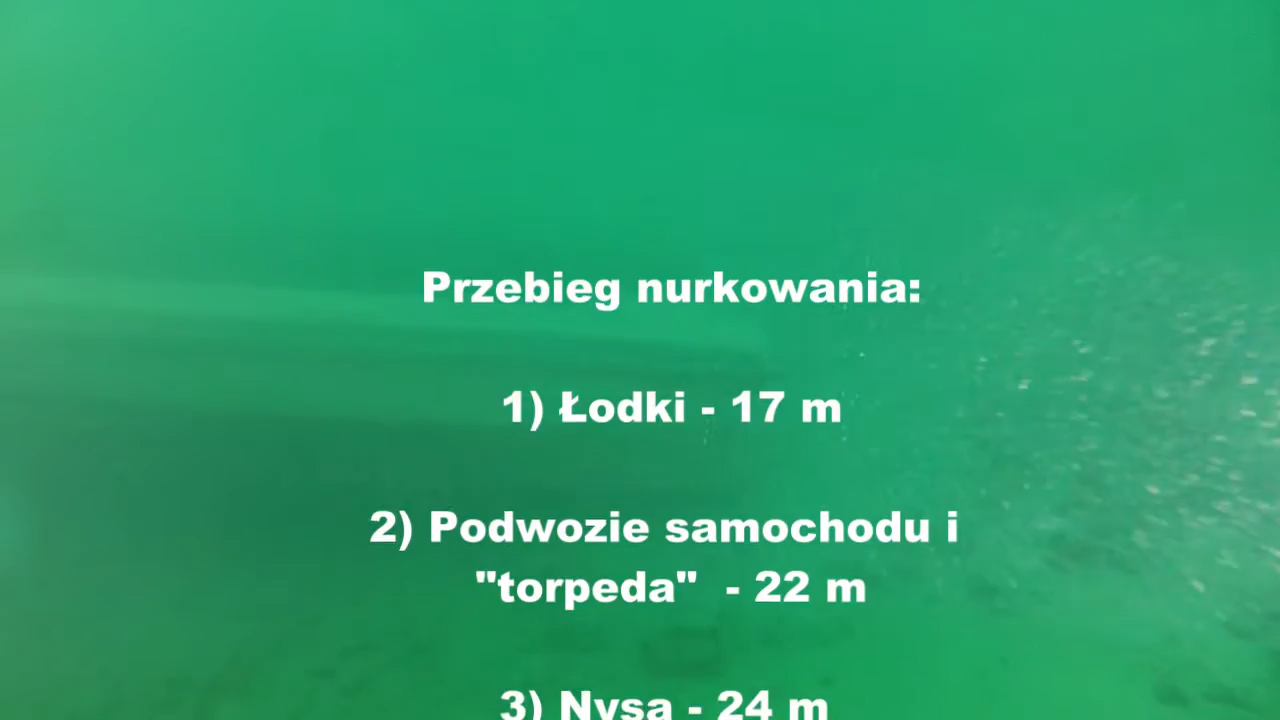 Przebieg nurkowania:
1) Łodki - 17 m
2) Podwozie samochodu i
"torpeda"  - 22 m
3) Nysa - 24 m